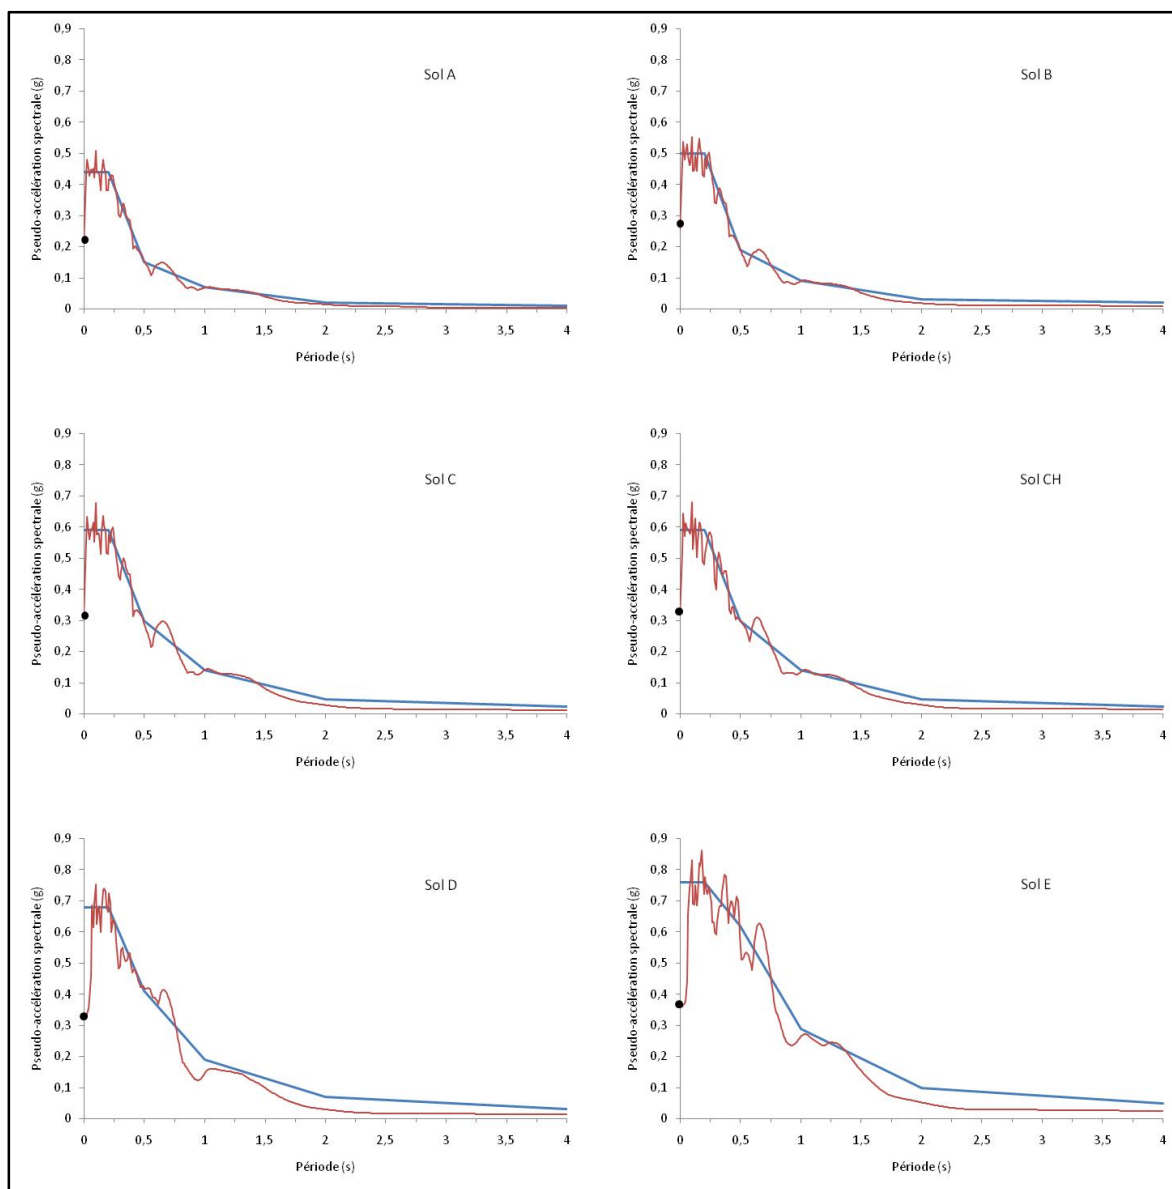 Sol A
Pseudo-accélération spectrale (g)
0,9
0,8
0,7
0,6
0,5
0,4
0,3
0,2
0,1
0
0 0,5 1 1,5 2 2,5 3 3,5 4
Période (s)
Sol B
Pseudo-accélération spectrale (g)
0,9
0,8
0,7
0,6
0,5
0,4
0,3
0,2
0,1
0
0 0,5 1 1,5 2 2,5 3 3,5 4
Période (s)
Sol C
Pseudo-accélération spectrale (g)
0,9
0,8
0,7
0,6
0,5
0,4
0,3
0,2
0,1
0
0 0,5 1 1,5 2 2,5 3 3,5 4
Période (s)
Sol CH
Pseudo-accélération spectrale (g)
0,9
0,8
0,7
0,6
0,5
0,4
0,3
0,2
0,1
0
0 0,5 1 1,5 2 2,5 3 3,5 4
Période (s)
Sol D
Pseudo-accélération spectrale (g)
0,9
0,8
0,7
0,6
0,5
0,4
0,3
0,2
0,1
0
0 0,5 1 1,5 2 2,5 3 3,5 4
Période (s)
Sol E
Pseudo-accélération spectrale (g)
0,9
0,8
0,7
0,6
0,5
0,4
0,3
0,2
0,1
0
0 0,5 1 1,5 2 2,5 3 3,5 4
Période (s)